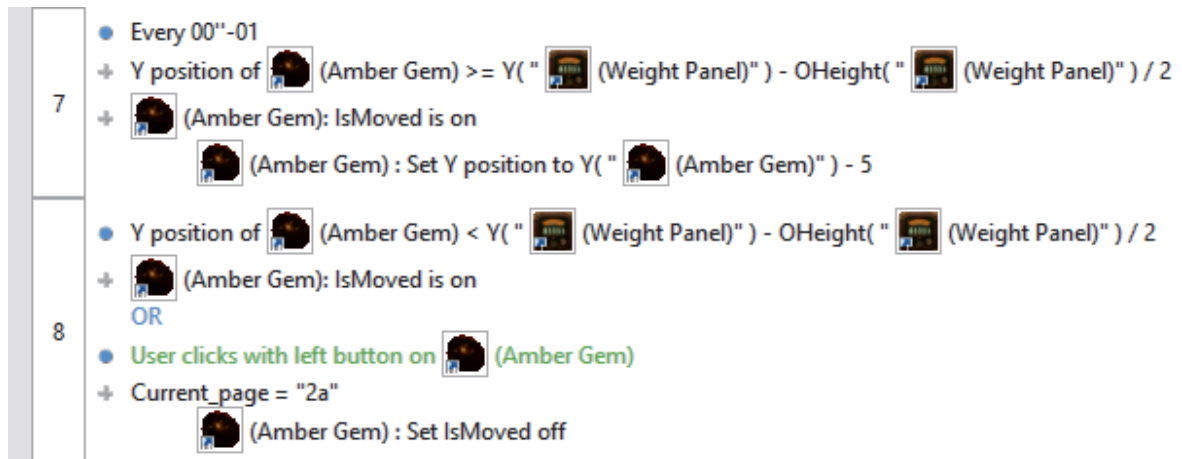 7
Every 00''-01
Y position of (Amber Gem) >= Y( " (Weight Panel)" ) - OHeight( " (Weight Panel)" ) / 2
(Amber Gem): IsMoved is on
(Amber Gem) : Set Y position to Y( " (Amber Gem)" ) - 5
8
Y position of (Amber Gem) < Y( " (Weight Panel)" ) - OHeight( " (Weight Panel)" ) / 2
(Amber Gem): IsMoved is on
OR
User clicks with left button on (Amber Gem)
Current_page = "2a"
(Amber Gem) : Set IsMoved off